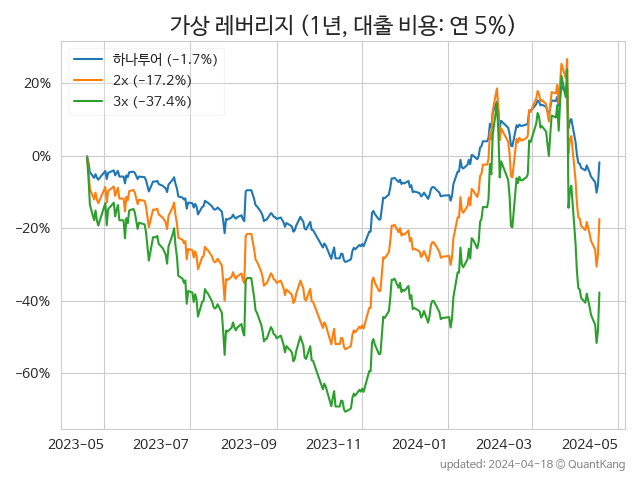 가상 레버리지 (1년, 대출 비용: 연 5%)
하나투어 (−1.7%)
2x (−17.2%)
3x (−37.4%)
20%
0%
−20%
−40%
−60%
2023-05 2023-07 2023-09 2023-11 2024-01 2024-03 2024-05
updated: 2024-04-18 © QuantKang